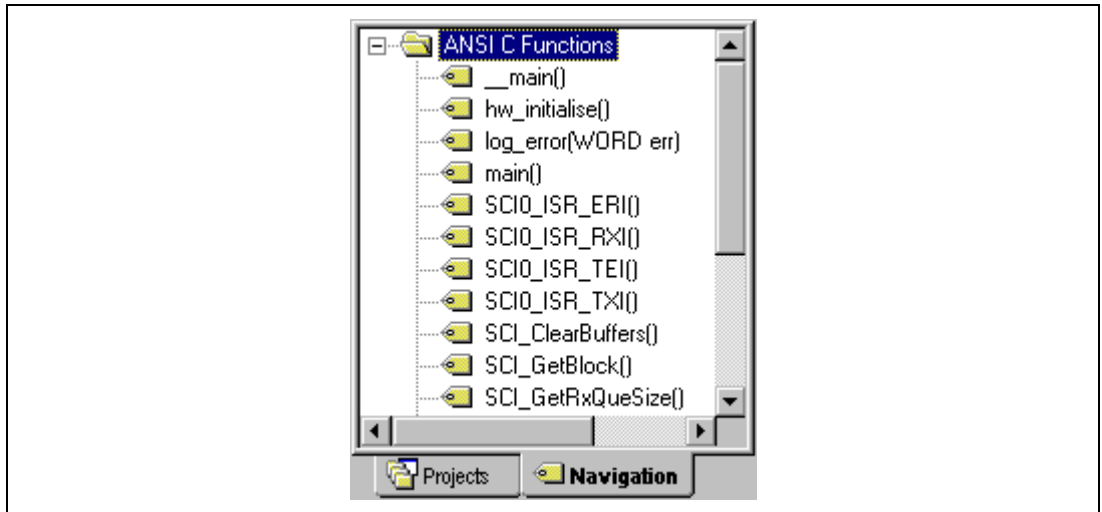 ANSI C Functions
__main()
hw_initialise()
log_error(WORD err)
main()
SCI0_ISR_ERI()
SCI0_ISR_RXI()
SCI0_ISR_TEI()
SCI0_ISR_TXI()
SCI_ClearBuffers()
SCI_GetBlock()
SCI_GetRxQueSize()
Projects Navigation